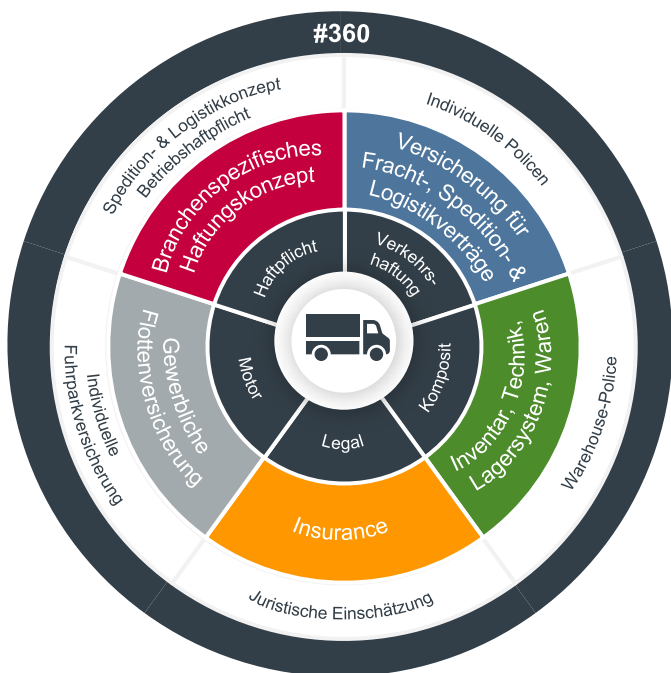 #360
Spedition- & Logistikkonzept
Betriebshaftpflicht
Individuelle Policen
Branchenspezifisches
Haftungskonzept
Versicherung für
Fracht-, Spedition- &
Logistikverträge
Haftpflicht
Verkehrs-
haftung
Individuelle
Fuhrparkversicherung
Gewerbliche
Flottenversicherung
Motor
Komposit
Inventar, Technik,
Lagersystem, Waren
Warehouse-Police
Legal
Insurance
Juristische Einschätzung